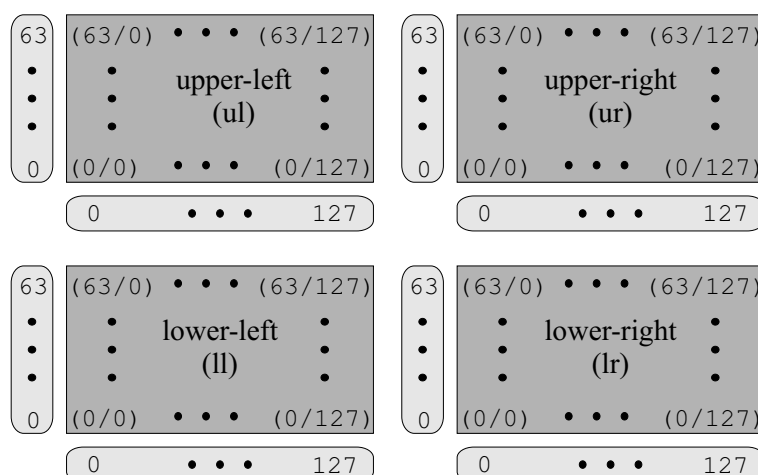 63 (63/0) • • • (63/127) 63 (63/0) • • • (63/127)
upper-left upper-right
(ul) (ur)
0 (0/0) • • • (0/127) 0 (0/0) • • • (0/127)
0 • • • 127 0 • • • 127
63 (63/0) • • • (63/127) 63 (63/0) • • • (63/127)
lower-left lower-right
(ll) (lr)
0 (0/0) • • • (0/127) 0 (0/0) • • • (0/127)
0 • • • 127 0 • • • 127